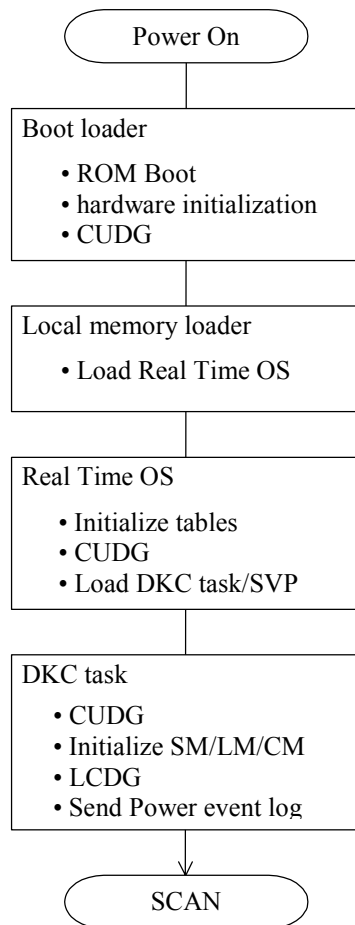 Power On
Boot loader
• ROM Boot
• hardware initialization
• CUDG
Local memory loader
• Load Real Time OS
Real Time OS
• Initialize tables
• CUDG
• Load DKC task/SVP
DKC task
• CUDG
• Initialize SM/LM/CM
• LCDG
• Send Power event log
SCAN